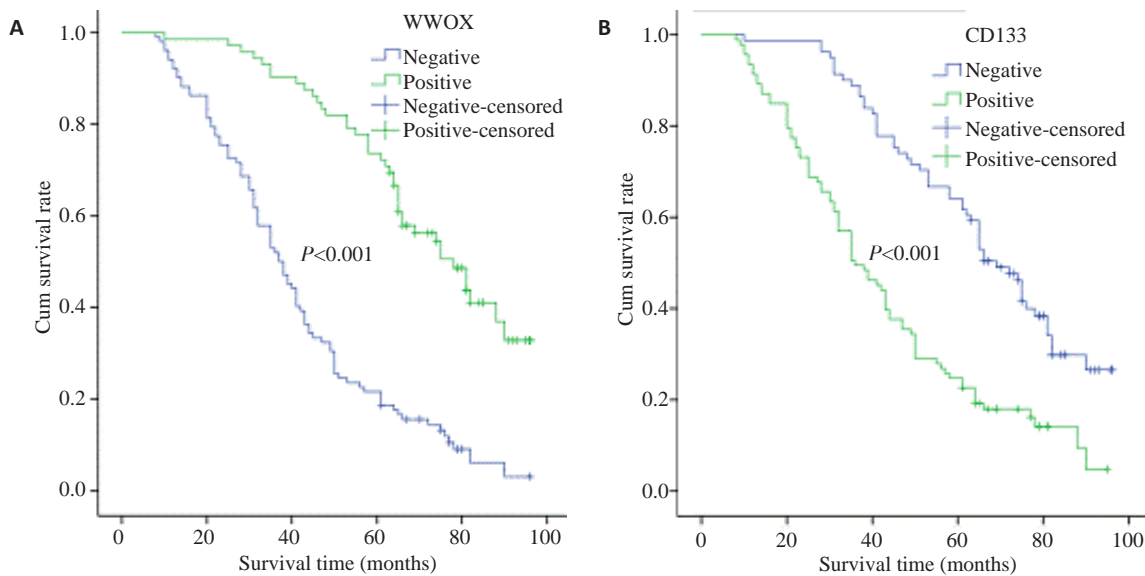 A
WWOX
Negative
Positive
Negative-censored
Positive-censored
P<0.001
Cum survival rate
1.0
0.8
0.6
0.4
0.2
0.0
0 20 40 60 80 100
Survival time (months)
B
CD133
Negative
Positive
Negative-censored
Positive-censored
P<0.001
Cum survival rate
1.0
0.8
0.6
0.4
0.2
0.0
0 20 40 60 80 100
Survival time (months)